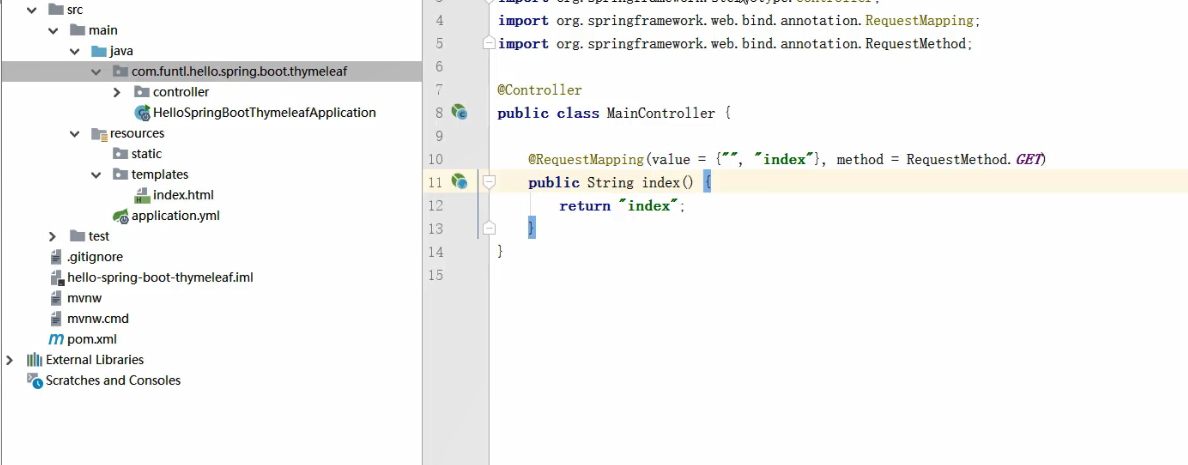 src
main
java
com.funtl.hello.spring.boot.thymeleaf
controller
HelloSpringBootThymeleafApplication
resources
static
templates
index.html
application.yml
test
.gitignore
hello-spring-boot-thymeleaf.iml
mvnw
mvnw.cmd
pom.xml
External Libraries
Scratches and Consoles
4 import org.springframework.web.bind.annotation.RequestMapping;
5 import org.springframework.web.bind.annotation.RequestMethod;
6
7 @Controller
8 public class MainController {
9
10 @RequestMapping(value = {"", "index"}, method = RequestMethod.GET)
11 public String index() {
12 return "index";
13 }
14 }
15